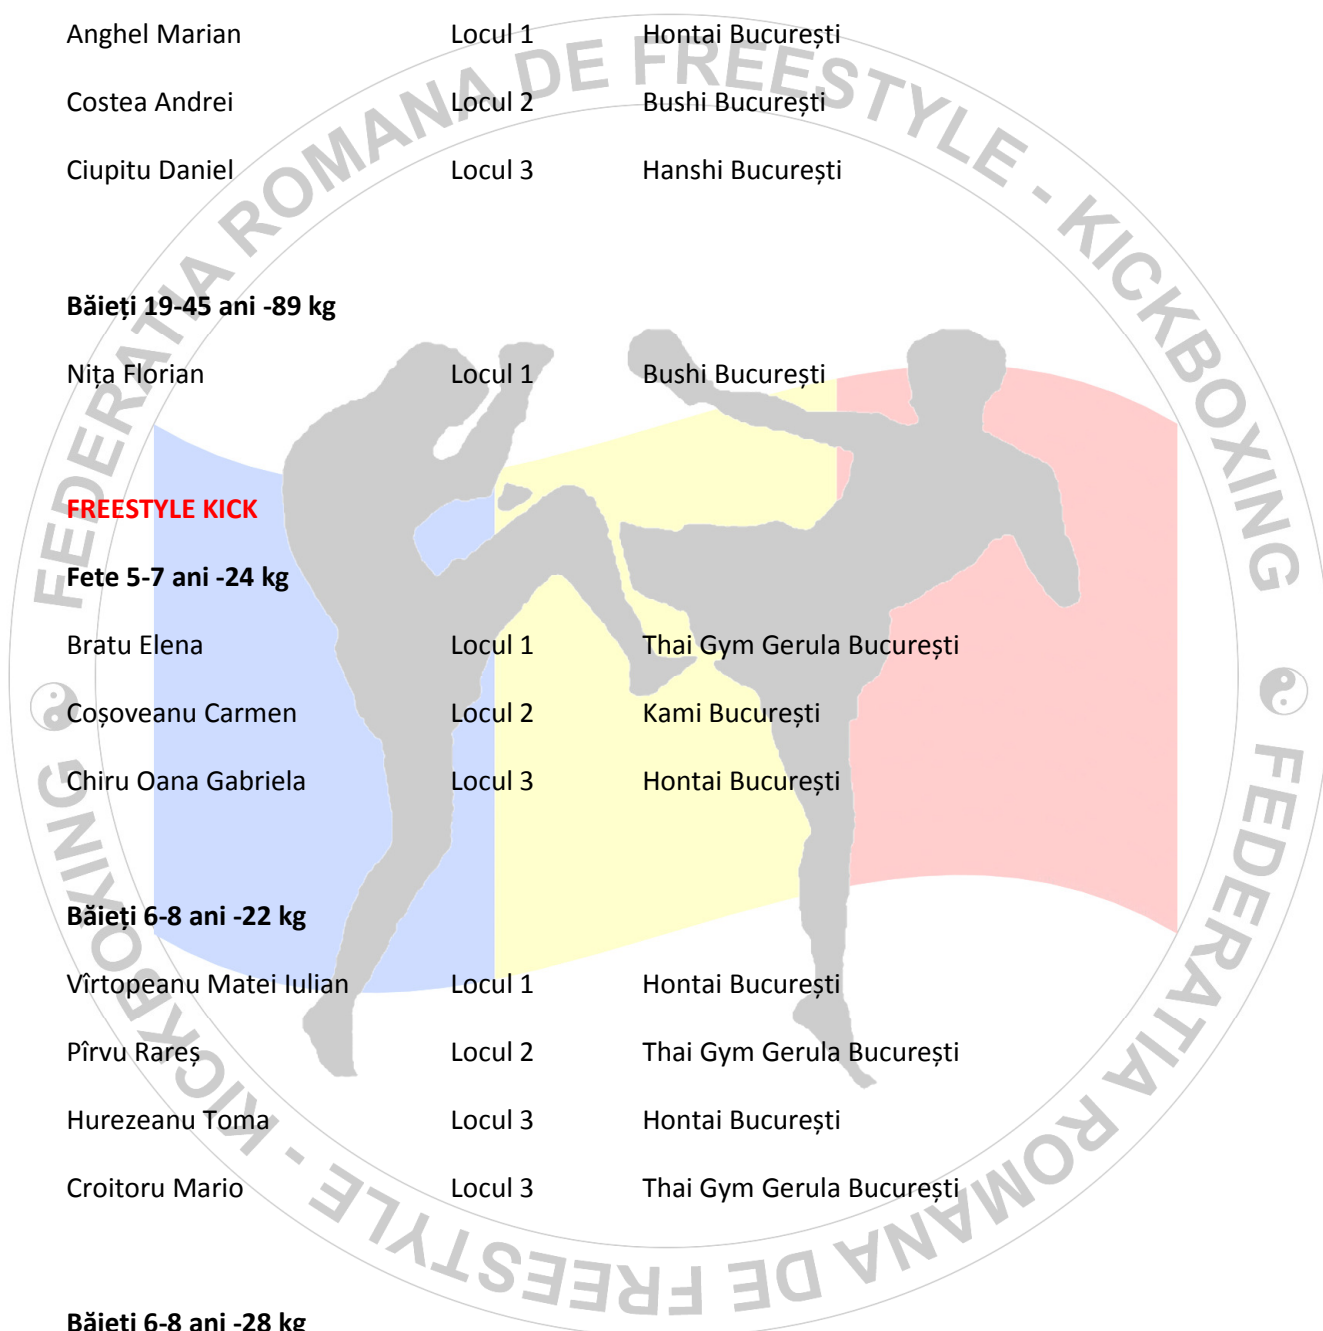 Anghel Marian Locul 1 Hontai București
Costea Andrei Locul 2 Bushi București
Ciupitu Daniel Locul 3 Hanshi București
Băieți 19-45 ani -89 kg
Nița Florian Locul 1 Bushi București
FREESTYLE KICK
Fete 5-7 ani -24 kg
Bratu Elena Locul 1 Thai Gym Gerula București
Coșoveanu Carmen Locul 2 Kami București
Chiru Oana Gabriela Locul 3 Hontai București
Băieți 6-8 ani -22 kg
Vîrtopeanu Matei Iulian Locul 1 Hontai București
Pîrvu Rareș Locul 2 Thai Gym Gerula București
Hurezeanu Toma Locul 3 Hontai București
Croitoru Mario Locul 3 Thai Gym Gerula București
Băieți 6-8 ani -28 kg
FEDERATIA ROMANA DE FREESTYLE - KICKBOXING
FEDERATIA ROMANA DE FREESTYLE - KICKBOXING